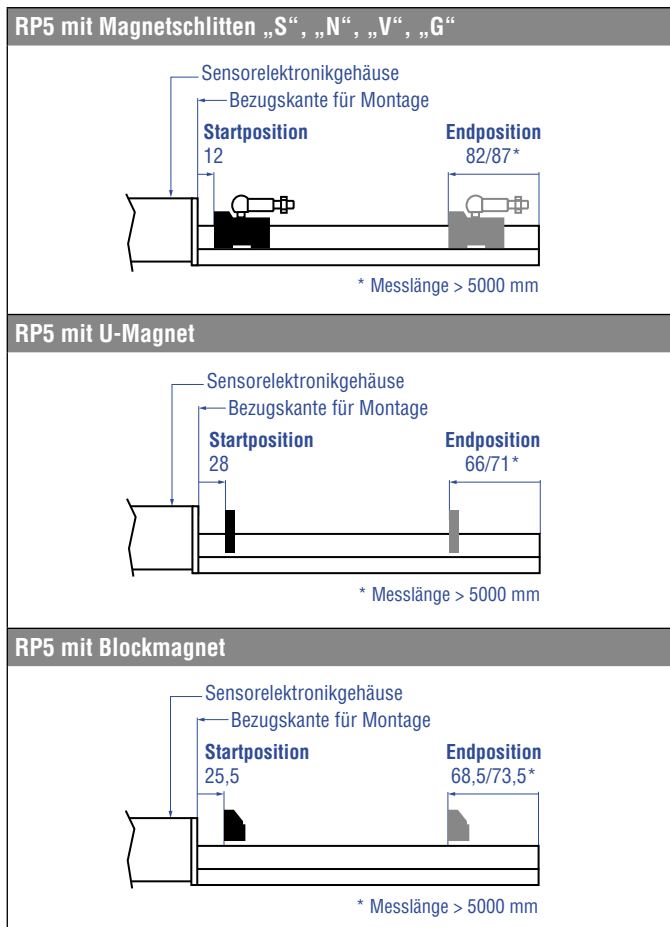 RP5 mit Magnetschlitten „S“, „N“, „V“, „G“
Sensorelektronikgehäuse
Bezugskante für Montage
Startposition
12
Endposition
82/87*
* Messlänge > 5000 mm
RP5 mit U-Magnet
Sensorelektronikgehäuse
Bezugskante für Montage
Startposition
28
Endposition
66/71*
* Messlänge > 5000 mm
RP5 mit Blockmagnet
Sensorelektronikgehäuse
Bezugskante für Montage
Startposition
25,5
Endposition
68,5/73,5*
* Messlänge > 5000 mm